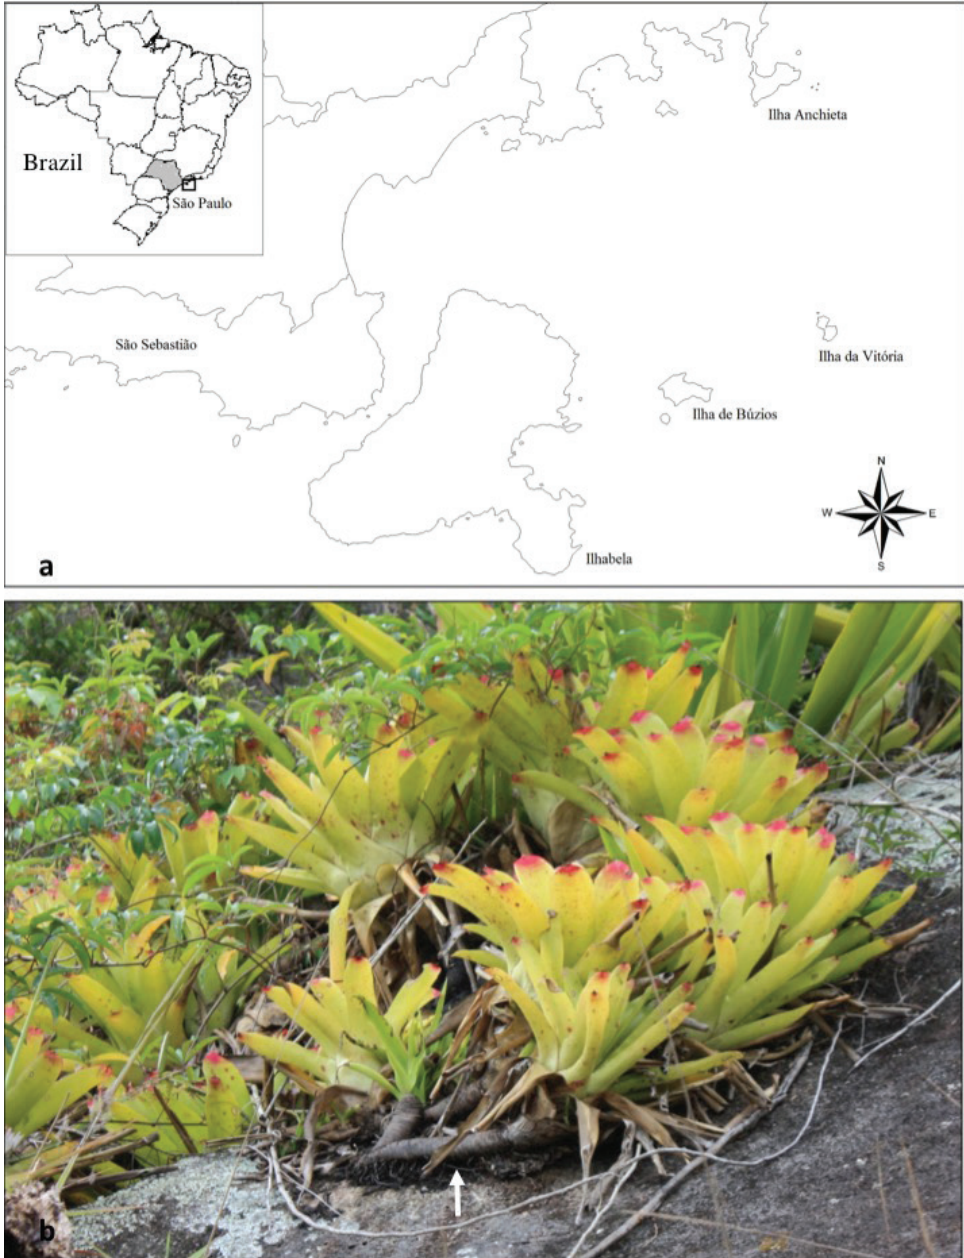 Brazil
São Paulo
Ilha Anchieta
São Sebastião
Ilha da Vitória
Ilha de Búzios
N
W
E
S
Ilhabela
a
b